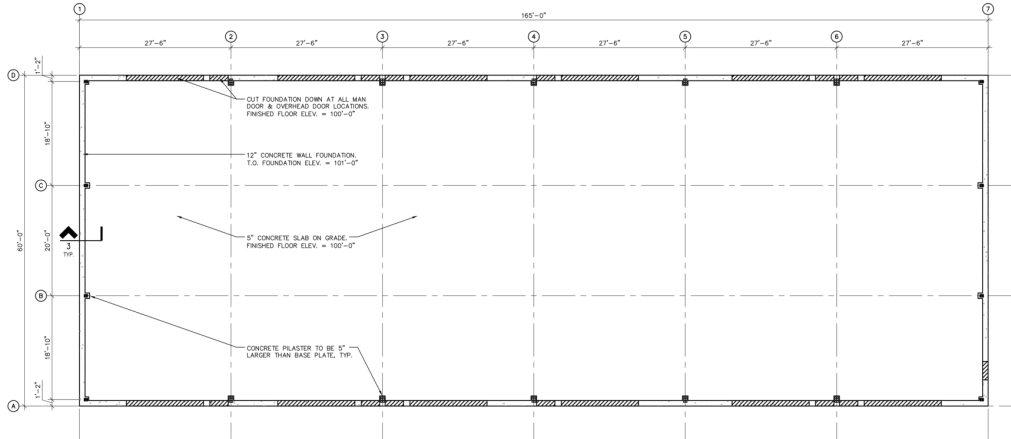 1
7
165'-0"
27'-6"
2
27'-6"
3
27'-6"
4
27'-6"
5
27'-6"
6
27'-6"
D
1'-2"
CUT FOUNDATION DOWN AT ALL MAN
DOOR & OVERHEAD DOOR LOCATIONS.
FINISHED FLOOR ELEV. = 100'-0"
18'-10"
12" CONCRETE WALL FOUNDATION.
T.O. FOUNDATION ELEV. = 101'-0"
C
5" CONCRETE SLAB ON GRADE.
FINISHED FLOOR ELEV. = 100'-0"
60'-0"
20'-0"
3
TYP.
B
18'-10"
CONCRETE PILASTER TO BE 5"
LARGER THAN BASE PLATE, TYP.
1'-2"
A